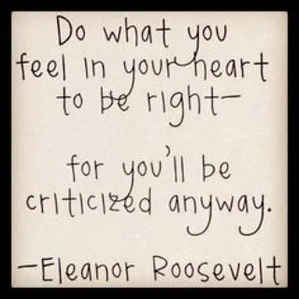 Do what you
feel in your heart
to be right—
for you'll be
criticized anyway.
—Eleanor Roosevelt